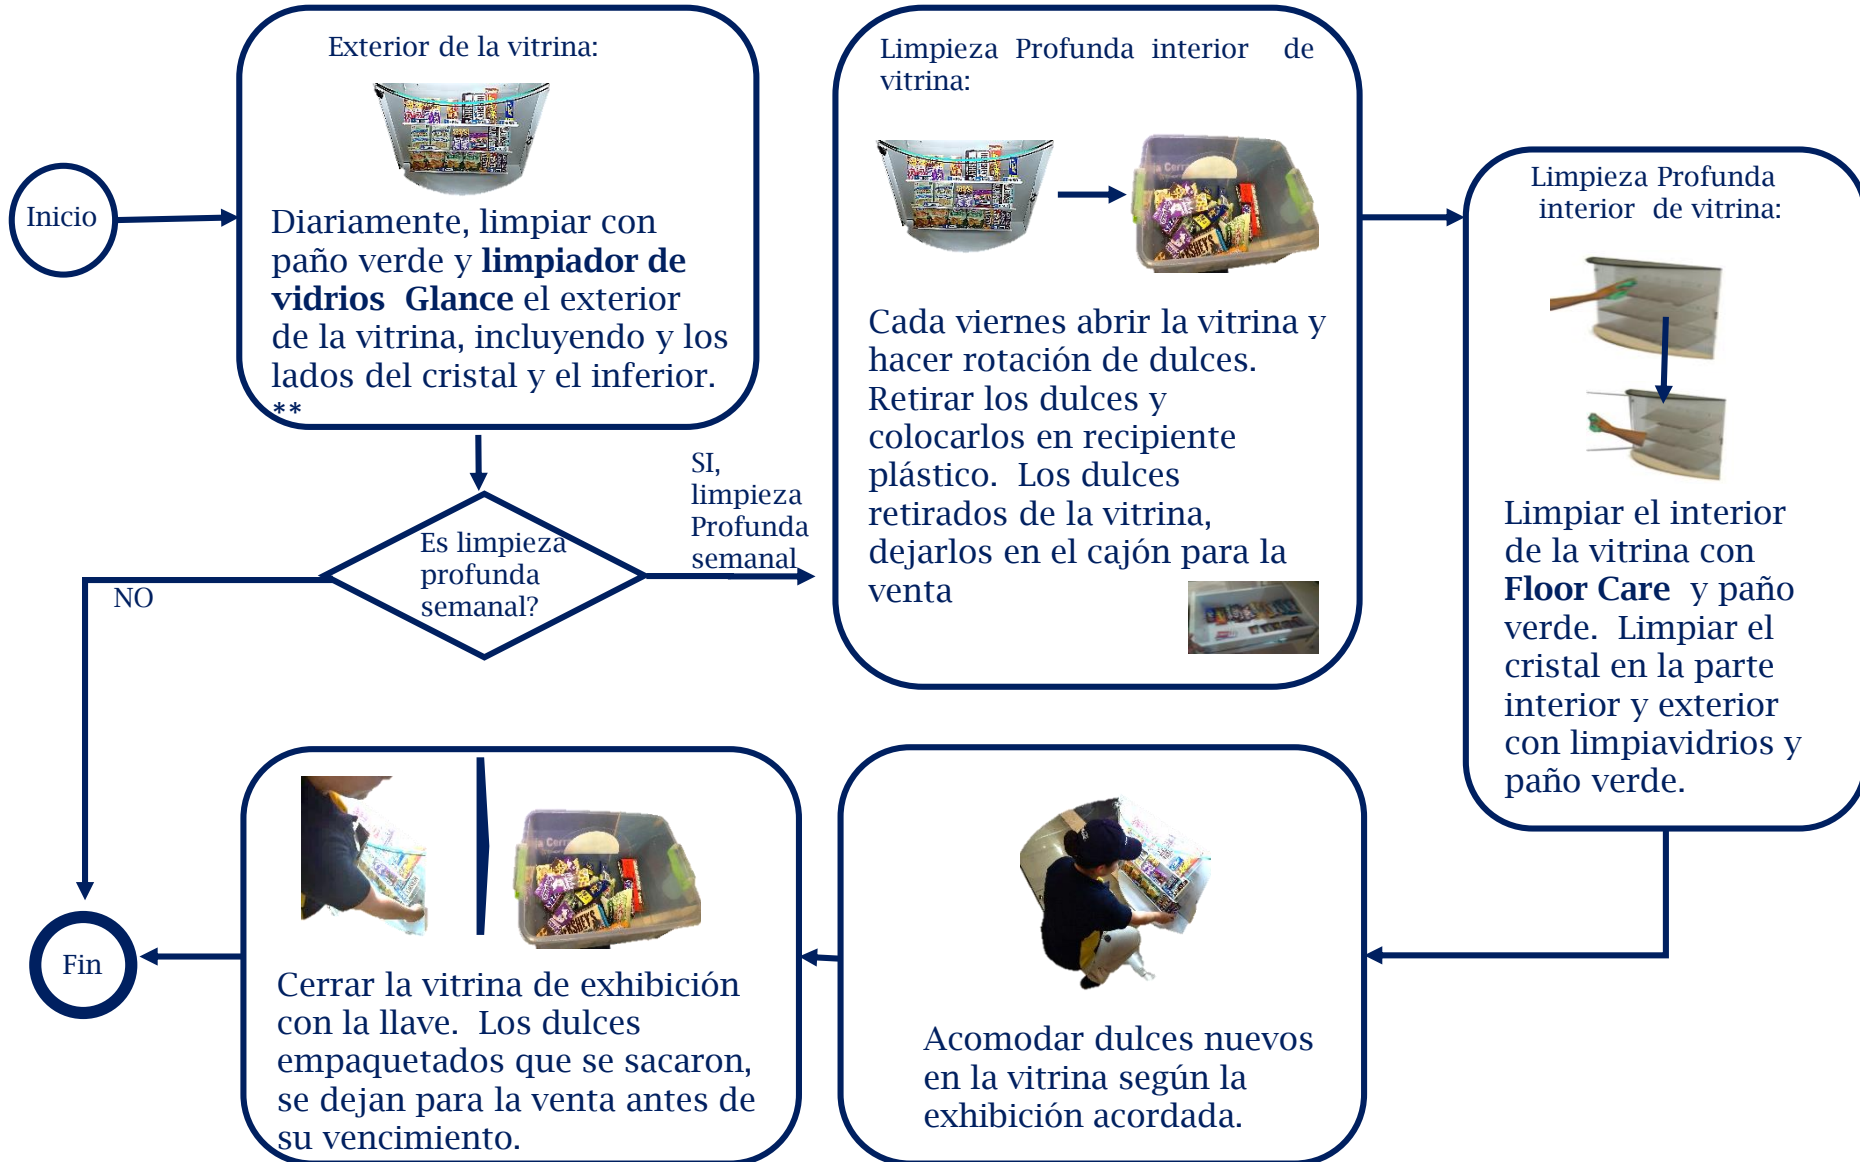 Inicio
Exterior de la vitrina:
Diariamente, limpiar con
paño verde y limpiador de
vidrios Glance el exterior
de la vitrina, incluyendo y los
lados del cristal y el inferior.
**
Es limpieza
profunda
semanal?
NO
SI,
limpieza
Profunda
semanal
Limpieza Profunda interior de
vitrina:
Cada viernes abrir la vitrina y
hacer rotación de dulces.
Retirar los dulces y
colocarlos en recipiente
plástico. Los dulces
retirados de la vitrina,
dejarlos en el cajón para la
venta
Limpieza Profunda
interior de vitrina:
Limpiar el interior
de la vitrina con
Floor Care y paño
verde. Limpiar el
cristal en la parte
interior y exterior
con limpiavidrios y
paño verde.
Acomodar dulces nuevos
en la vitrina según la
exhibición acordada.
Cerrar la vitrina de exhibición
con la llave. Los dulces
empaquetados que se sacaron,
se dejan para la venta antes de
su vencimiento.
Fin